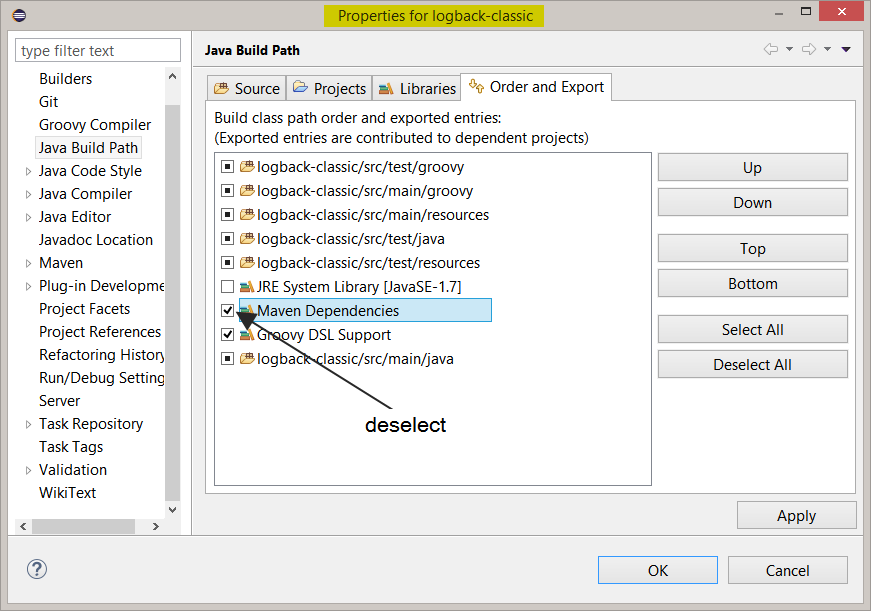 Properties for logback-classic
type filter text
Builders
Git
Groovy Compiler
Java Build Path
Java Code Style
Java Compiler
Java Editor
Javadoc Location
Maven
Plug-in Developme
Project Facets
Project References
Refactoring History
Run/Debug Setting
Server
Task Repository
Task Tags
Validation
WikiText
Java Build Path
Source Projects Libraries Order and Export
Build class path order and exported entries:
(Exported entries are contributed to dependent projects)
logback-classic/src/test/groovy
logback-classic/src/main/groovy
logback-classic/src/main/resources
logback-classic/src/test/java
logback-classic/src/test/resources
JRE System Library [JavaSE-1.7]
Maven Dependencies
Groovy DSL Support
logback-classic/src/main/java
deselect
Up
Down
Top
Bottom
Select All
Deselect All
Apply
OK Cancel